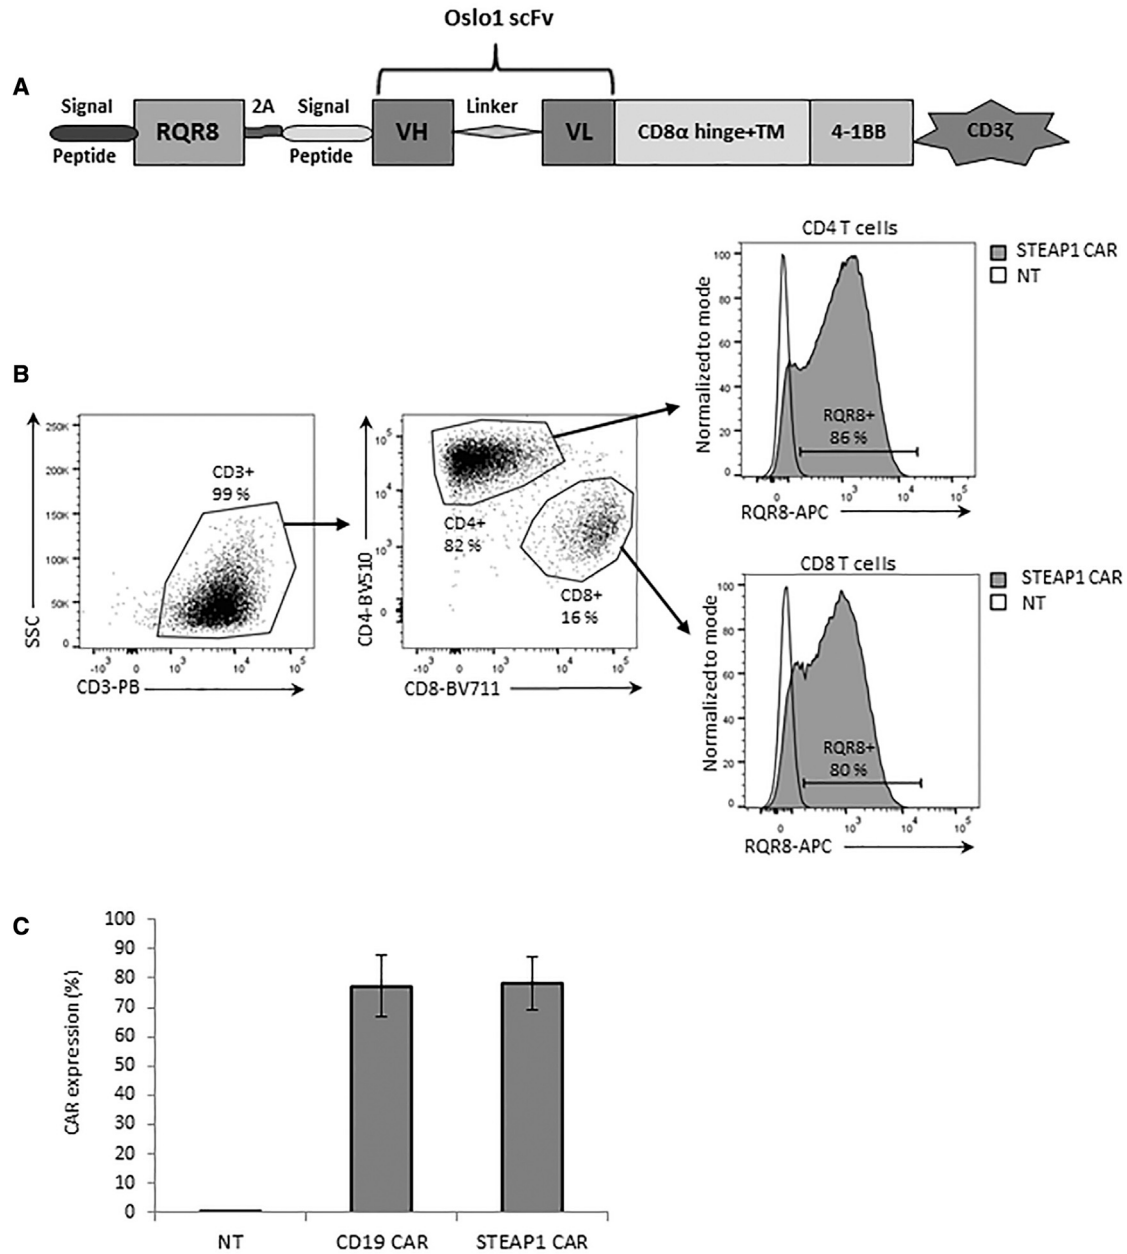 Oslo1 scFv
A
Signal
Peptide
RQR8
2A
Signal
Peptide
VH
Linker
VL
CD8α hinge+TM
4-1BB
CD3ζ
B
250K
200K
150K
100K
50K
0
SSC
CD3+
99 %
-10³ 0 10³ 10⁴ 10⁵
CD3-PB
10⁵
10⁴
10³
0
CD4-BV510
CD4+
82 %
CD8+
16 %
-10³ 0 10³ 10⁴ 10⁵
CD8-BV711
CD4 T cells
100
80
60
40
20
0
Normalized to mode
RQR8+
86 %
0 10³ 10⁴ 10⁵
RQR8-APC
STEAP1 CAR
NT
CD8 T cells
100
80
60
40
20
0
Normalized to mode
RQR8+
80 %
0 10³ 10⁴ 10⁵
RQR8-APC
STEAP1 CAR
NT
C
100
90
80
70
60
50
40
30
20
10
0
CAR expression (%)
NT CD19 CAR STEAP1 CAR